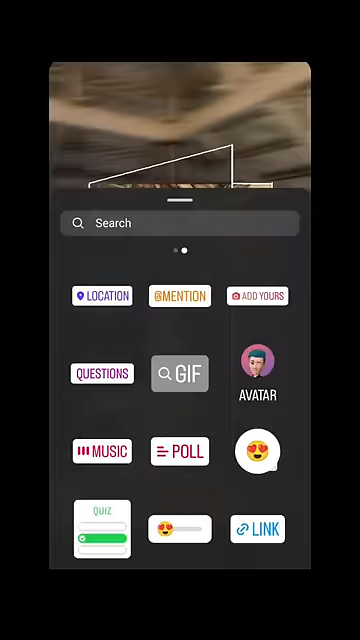 Search
LOCATION
@MENTION
ADD YOURS
QUESTIONS
GIF
AVATAR
MUSIC
POLL
QUIZ
LINK